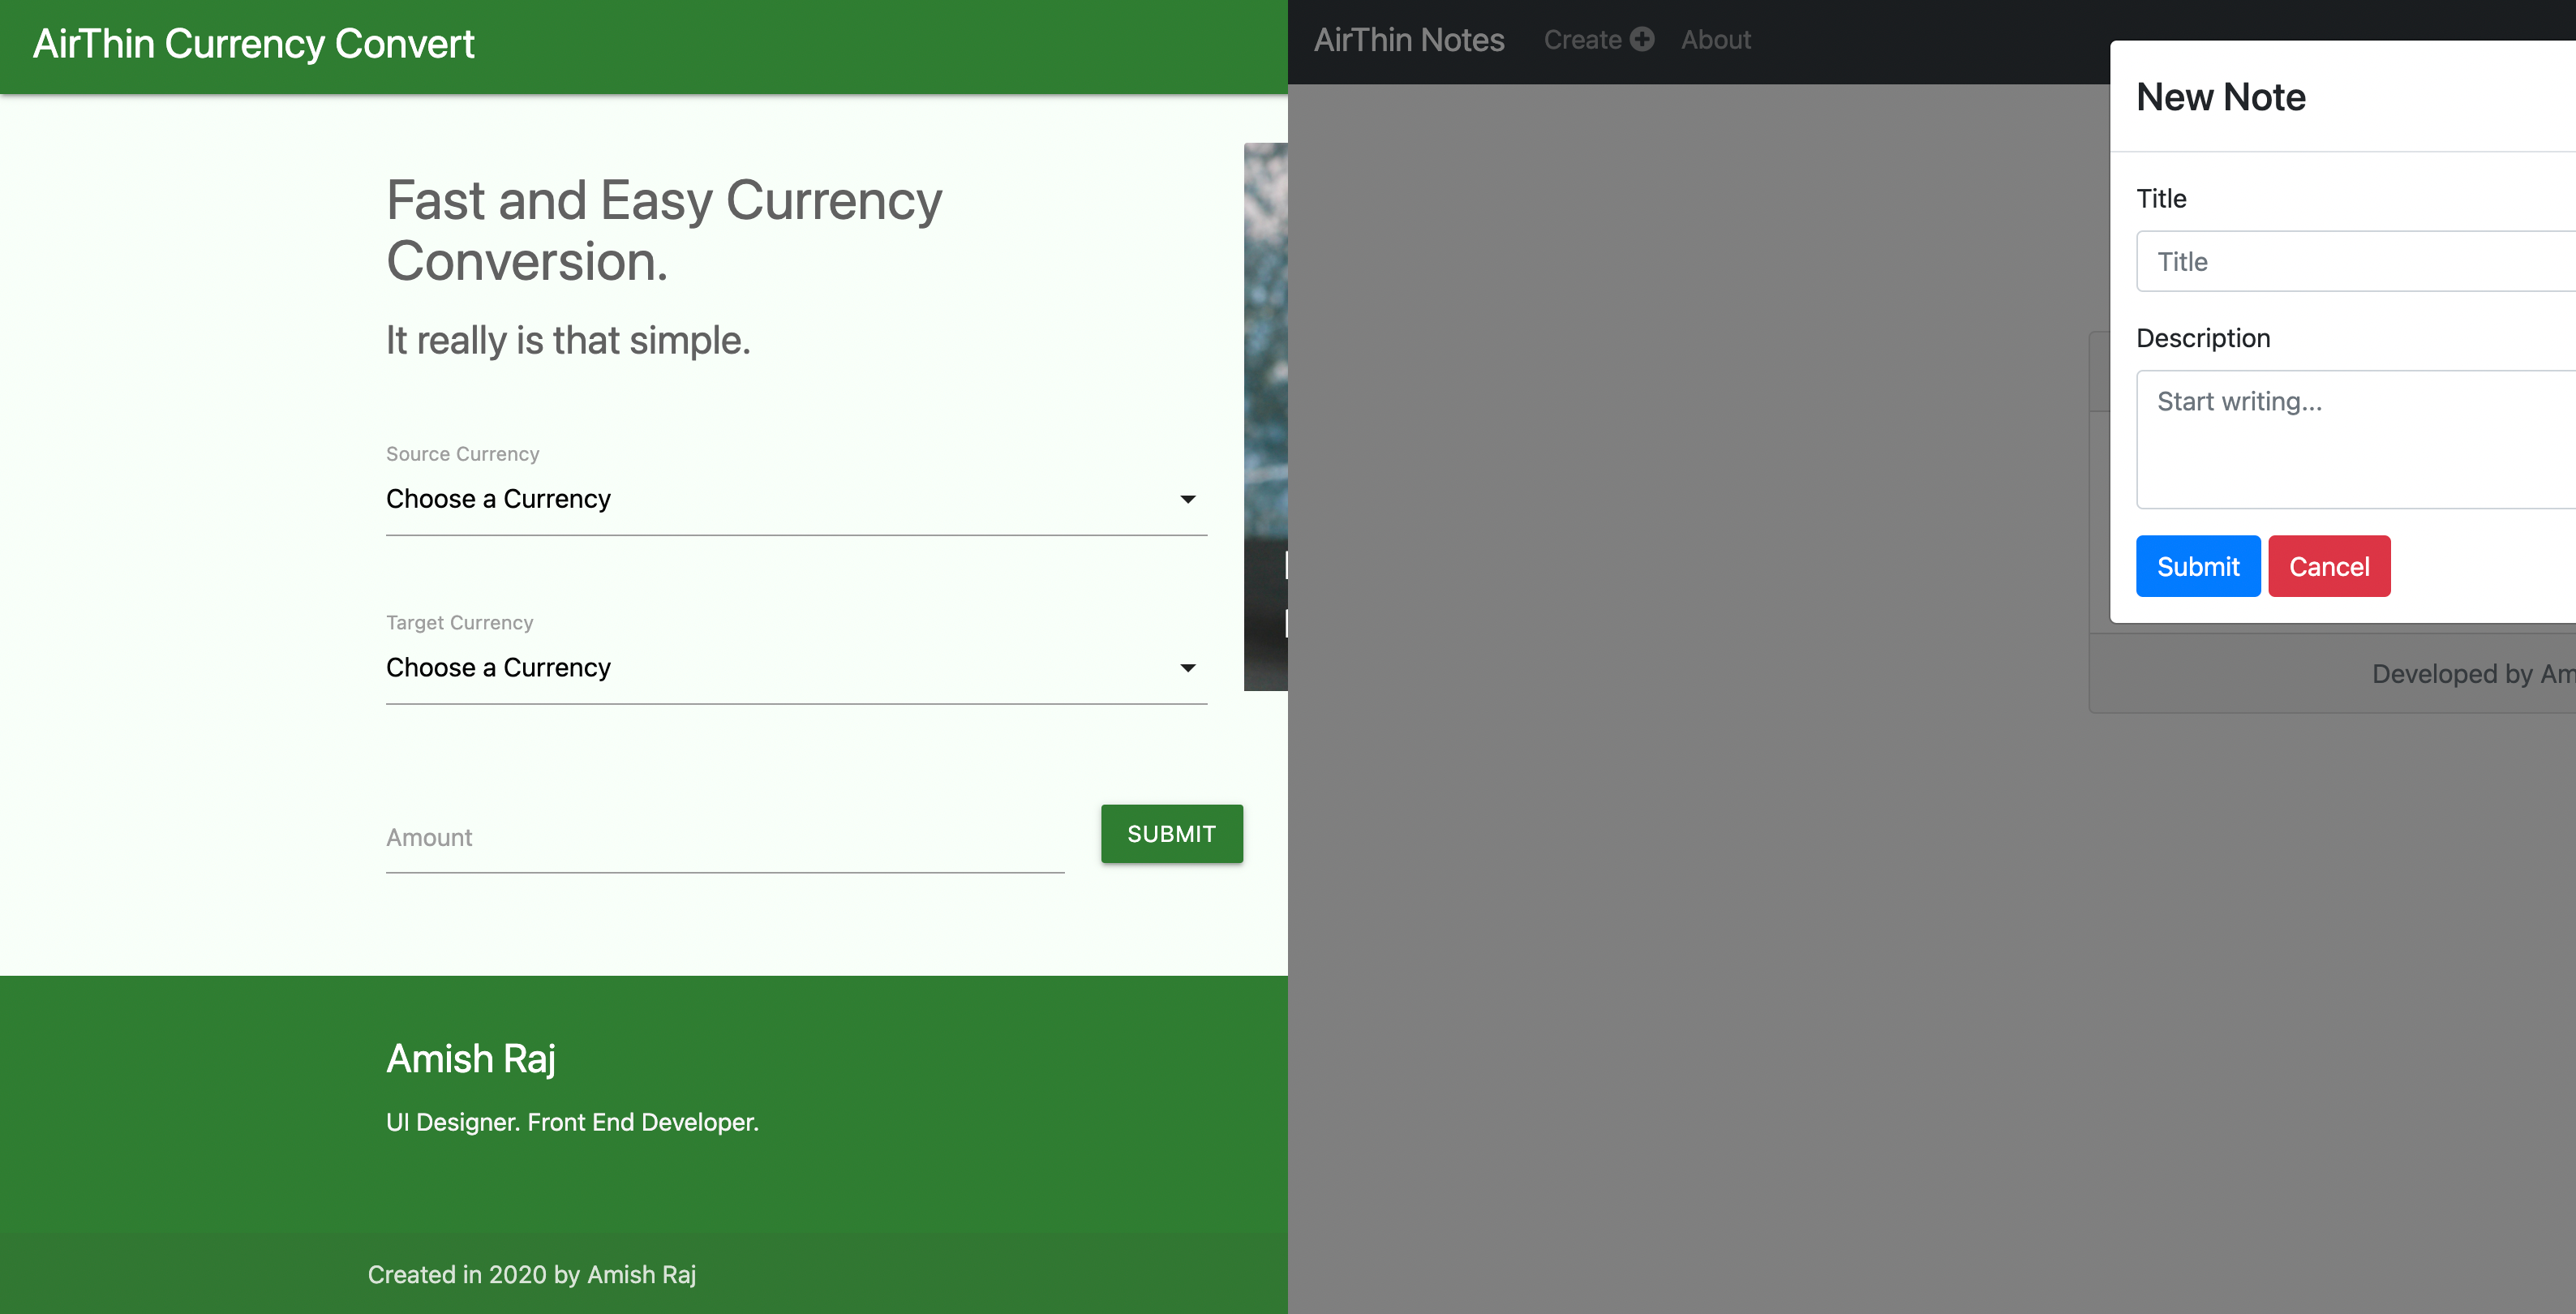 AirThin Currency Convert
Fast and Easy Currency
Conversion.
It really is that simple.
Source Currency
Choose a Currency
Target Currency
Choose a Currency
Amount
SUBMIT
Amish Raj
UI Designer. Front End Developer.
Created in 2020 by Amish Raj
AirThin Notes
Create
About
New Note
Title
Title
Description
Start writing...
Submit
Cancel
Developed by Am